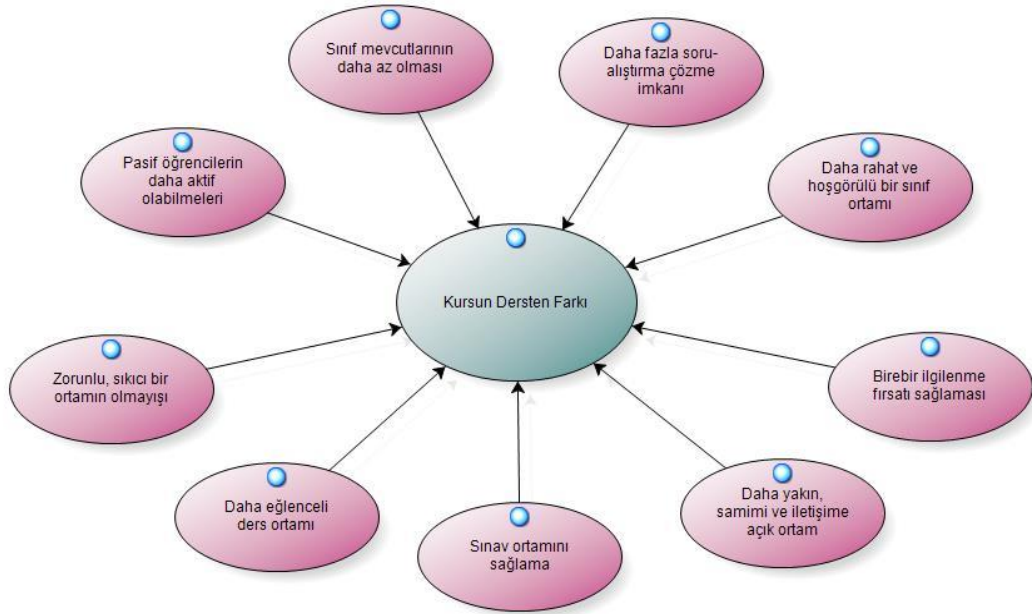 Sınıf mevcutlarının
daha az olması
Daha fazla soru-
alıştırma çözme
imkanı
Pasif öğrencilerin
daha aktif
olabilmeleri
Daha rahat ve
hoşgörülü bir sınıf
ortamı
Kursun Dersten Farkı
Zorunlu, sıkıcı bir
ortamın olmayışı
Birebir ilgilenme
fırsatı sağlaması
Daha eğlenceli
ders ortamı
Sınav ortamını
sağlama
Daha yakın,
samimi ve iletişime
açık ortam